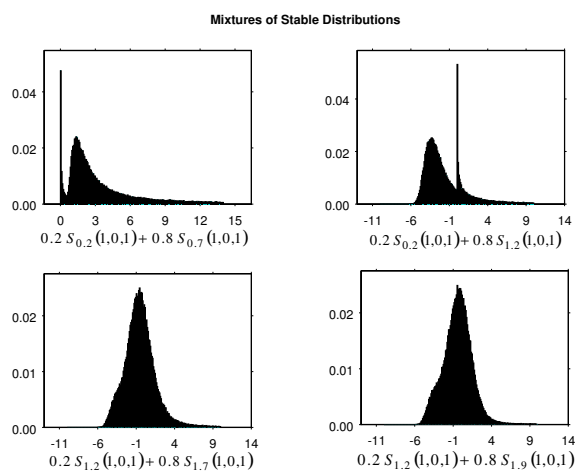 Mixtures of Stable Distributions
0.04
0.02
0.00
0 3 6 9 12 15
0.2 S0.2 (1,0,1) + 0.8 S0.7 (1,0,1)
0.04
0.02
0.00
-11 -6 -1 4 9 14
0.2 S0.2 (1,0,1) + 0.8 S1.2 (1,0,1)
0.02
0.01
0.00
-11 -6 -1 4 9 14
0.2 S1.2 (1,0,1) + 0.8 S1.7 (1,0,1)
0.02
0.01
0.00
-11 -6 -1 4 9 14
0.2 S1.2 (1,0,1) + 0.8 S1.9 (1,0,1)